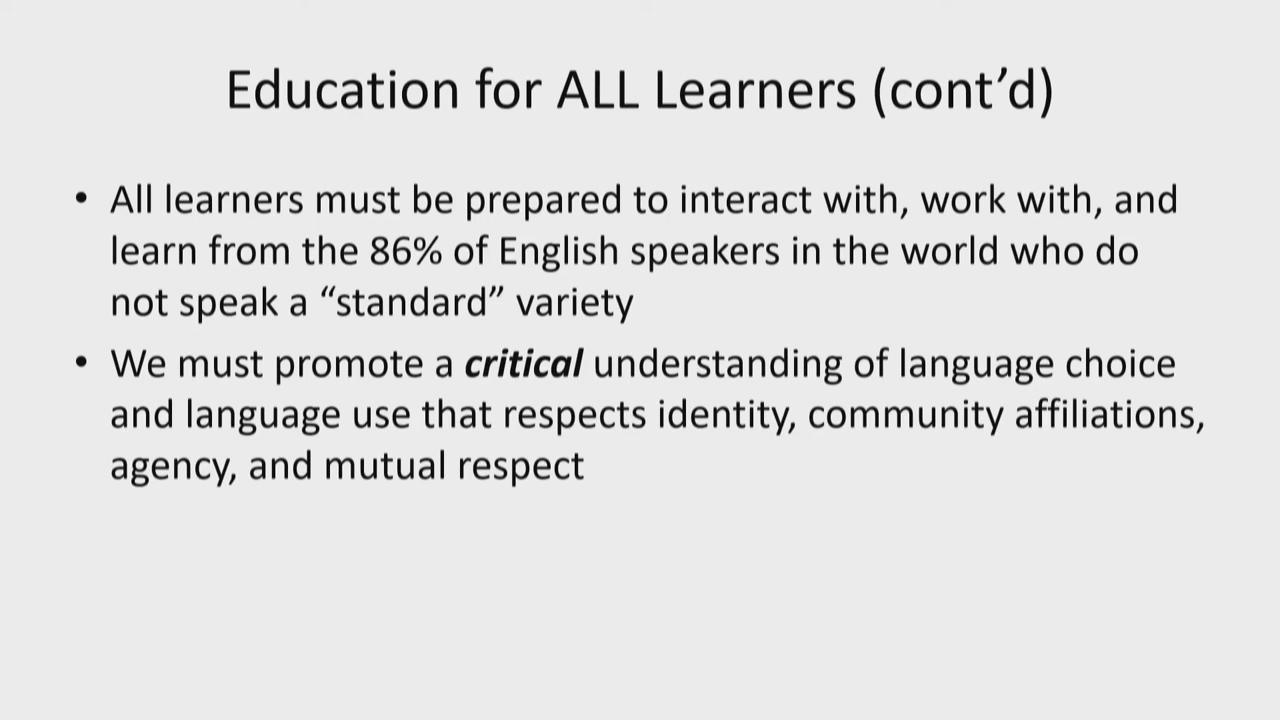 Education for ALL Learners (cont’d)
• All learners must be prepared to interact with, work with, and
learn from the 86% of English speakers in the world who do
not speak a “standard” variety
• We must promote a critical understanding of language choice
and language use that respects identity, community affiliations,
agency, and mutual respect